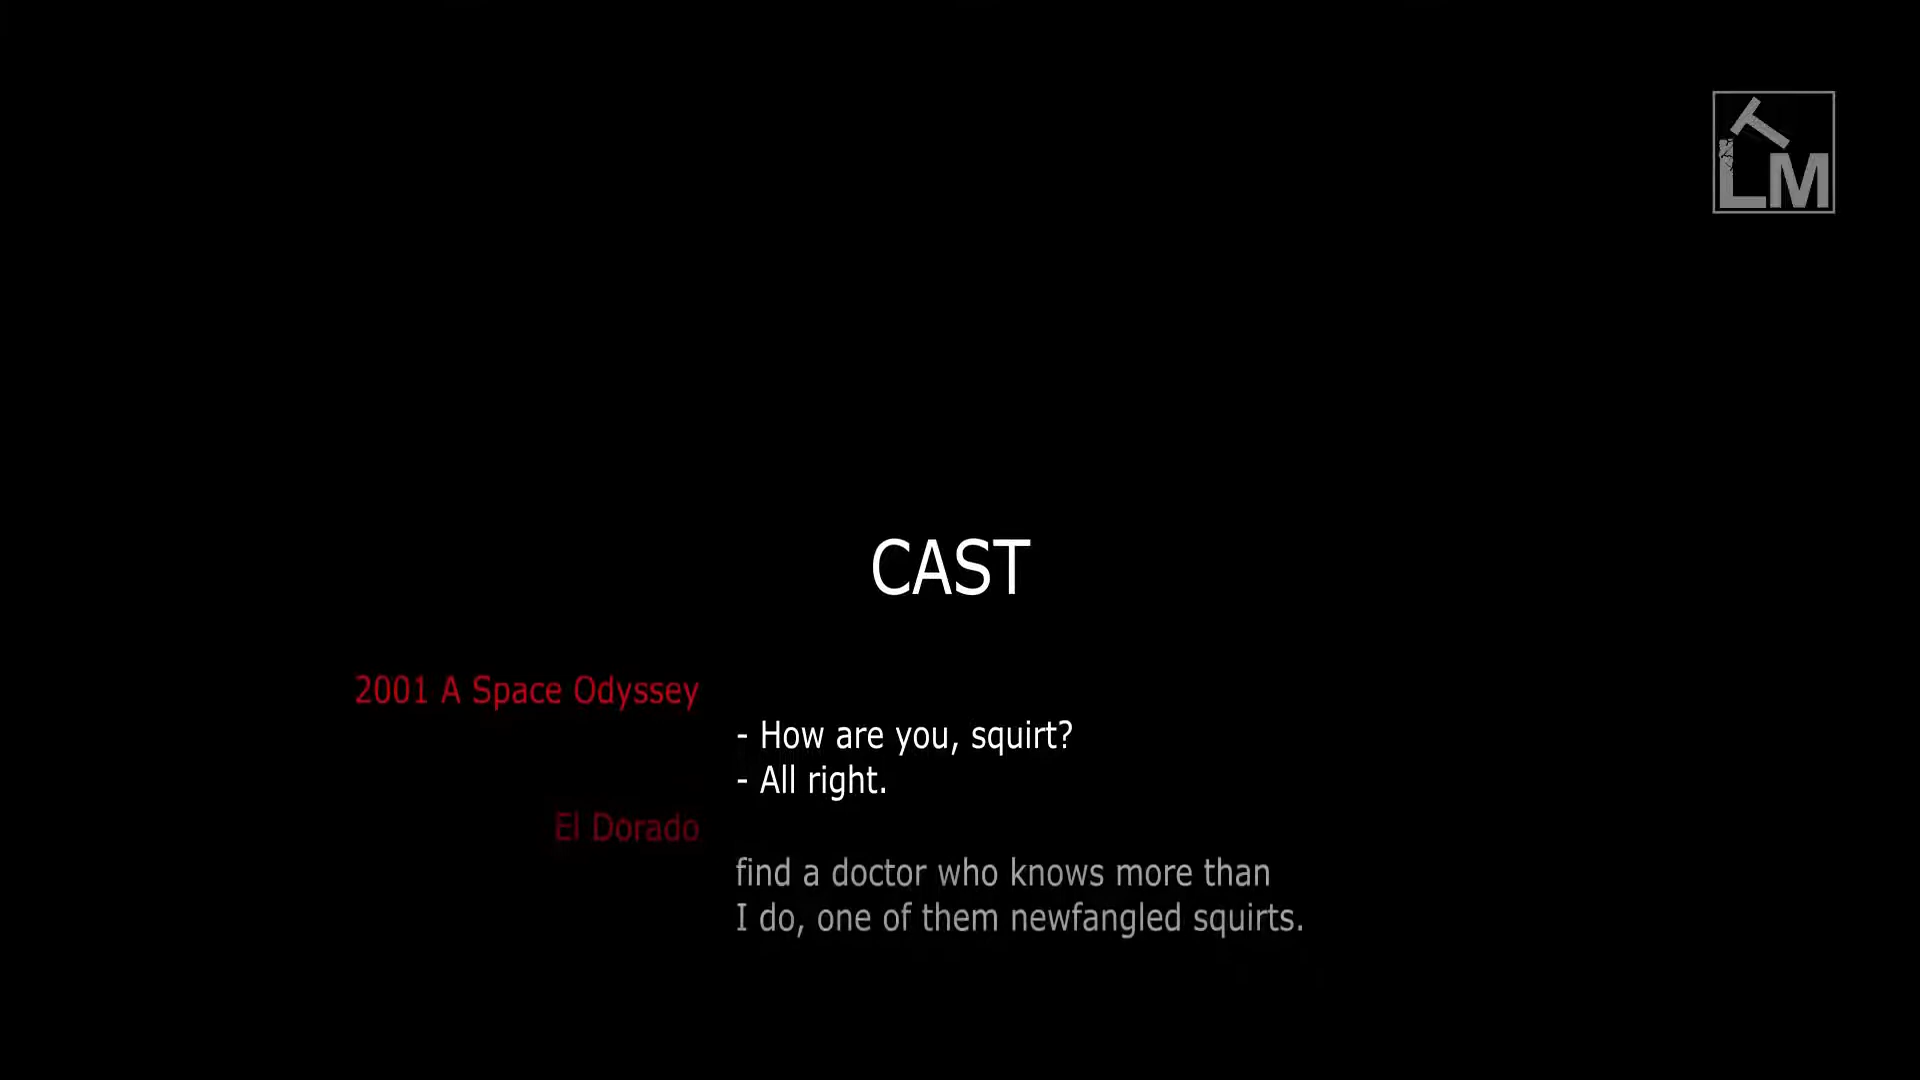 LTM
CAST
2001 A Space Odyssey
- How are you, squirt?
- All right.
El Dorado
find a doctor who knows more than
I do, one of them newfangled squirts.